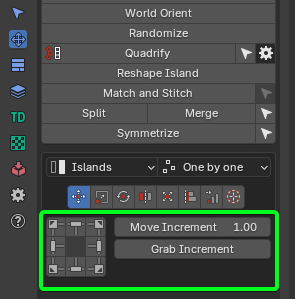 World Orient
Randomize
Quadrify
Reshape Island
Match and Stitch
Split Merge
Symmetrize
Islands One by one
TD
Move Increment 1.00
Grab Increment